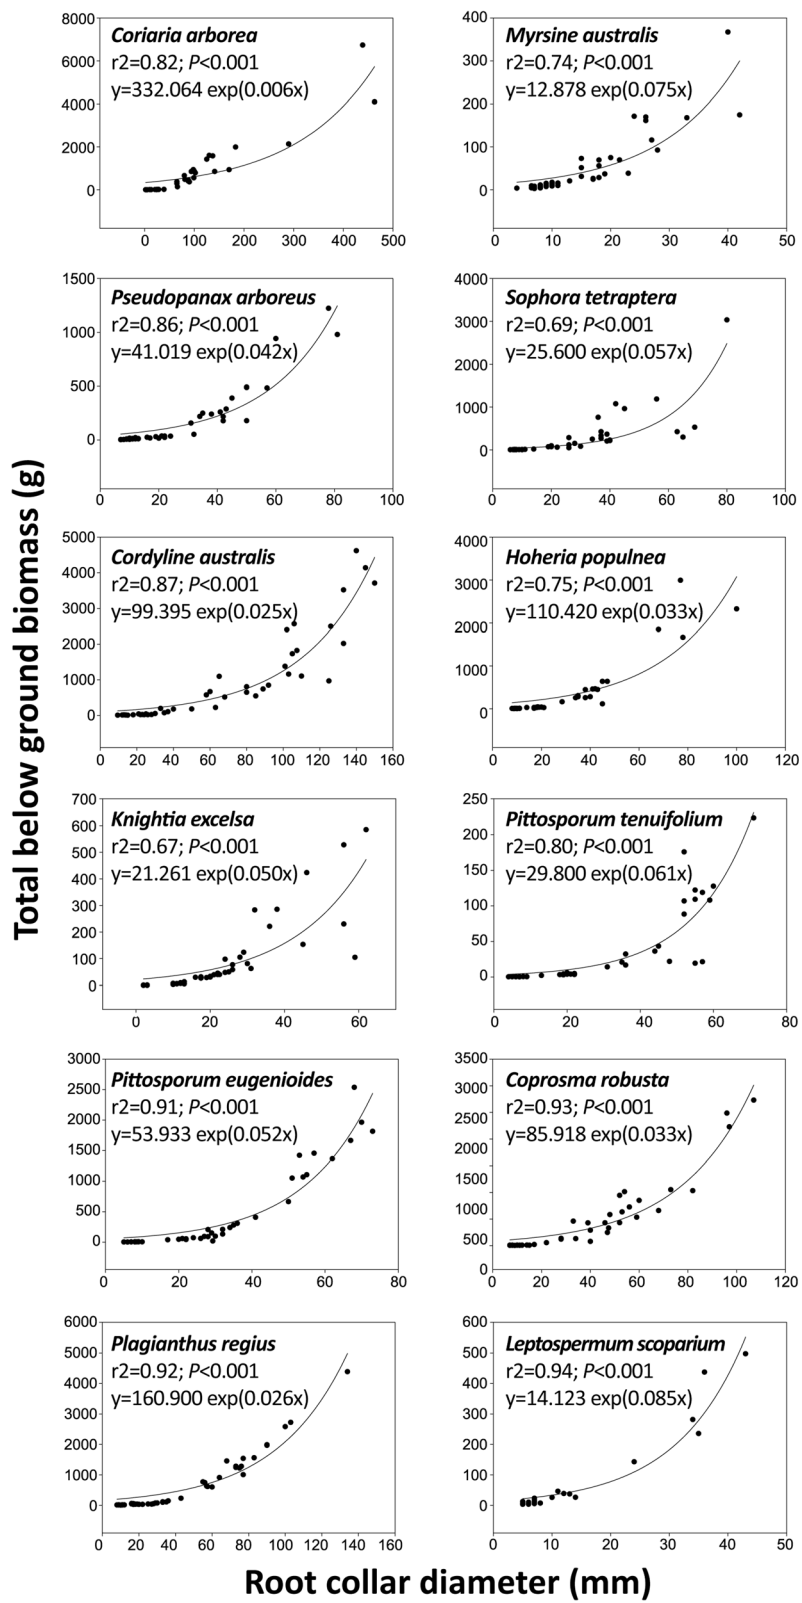 Total below ground biomass (g)
8000
6000
4000
2000
0
Coriaria arborea
r2=0.82; P<0.001
y=332.064 exp(0.006x)
0 100 200 300 400 500
400
300
200
100
0
Myrsine australis
r2=0.74; P<0.001
y=12.878 exp(0.075x)
0 10 20 30 40 50
1500
1000
500
0
Pseudopanax arboreus
r2=0.86; P<0.001
y=41.019 exp(0.042x)
0 20 40 60 80 100
4000
3000
2000
1000
0
Sophora tetraptera
r2=0.69; P<0.001
y=25.600 exp(0.057x)
0 20 40 60 80 100
5000
4000
3000
2000
1000
0
Cordyline australis
r2=0.87; P<0.001
y=99.395 exp(0.025x)
0 20 40 60 80 100 120 140 160
4000
3000
2000
1000
0
Hoheria populnea
r2=0.75; P<0.001
y=110.420 exp(0.033x)
0 20 40 60 80 100 120
700
600
500
400
300
200
100
0
Knightia excelsa
r2=0.67; P<0.001
y=21.261 exp(0.050x)
0 20 40 60
250
200
150
100
50
0
Pittosporum tenuifolium
r2=0.80; P<0.001
y=29.800 exp(0.061x)
0 20 40 60 80
3000
2500
2000
1500
1000
500
0
Pittosporum eugenioides
r2=0.91; P<0.001
y=53.933 exp(0.052x)
0 20 40 60 80
3500
3000
2500
2000
1500
1000
500
0
Coprosma robusta
r2=0.93; P<0.001
y=85.918 exp(0.033x)
0 20 40 60 80 100 120
6000
5000
4000
3000
2000
1000
0
Plagianthus regius
r2=0.92; P<0.001
y=160.900 exp(0.026x)
0 20 40 60 80 100 120 140 160
600
500
400
300
200
100
0
Leptospermum scoparium
r2=0.94; P<0.001
y=14.123 exp(0.085x)
0 10 20 30 40 50
Root collar diameter (mm)